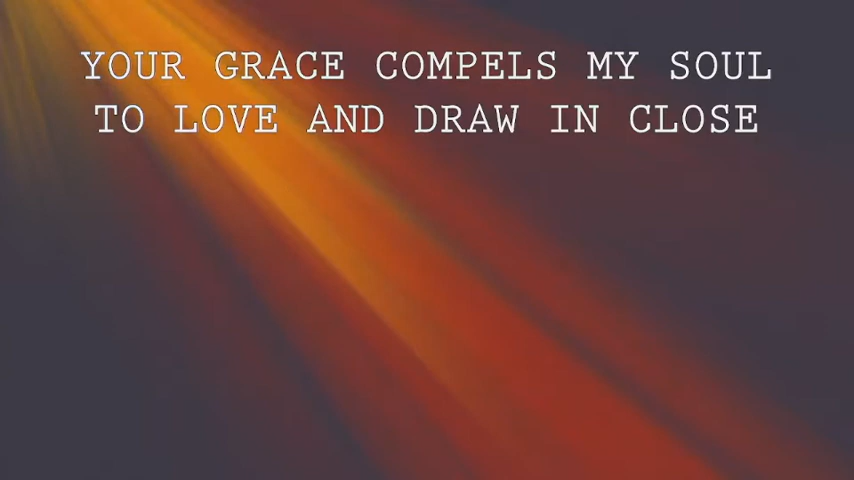 YOUR GRACE COMPELS MY SOUL
TO LOVE AND DRAW IN CLOSE